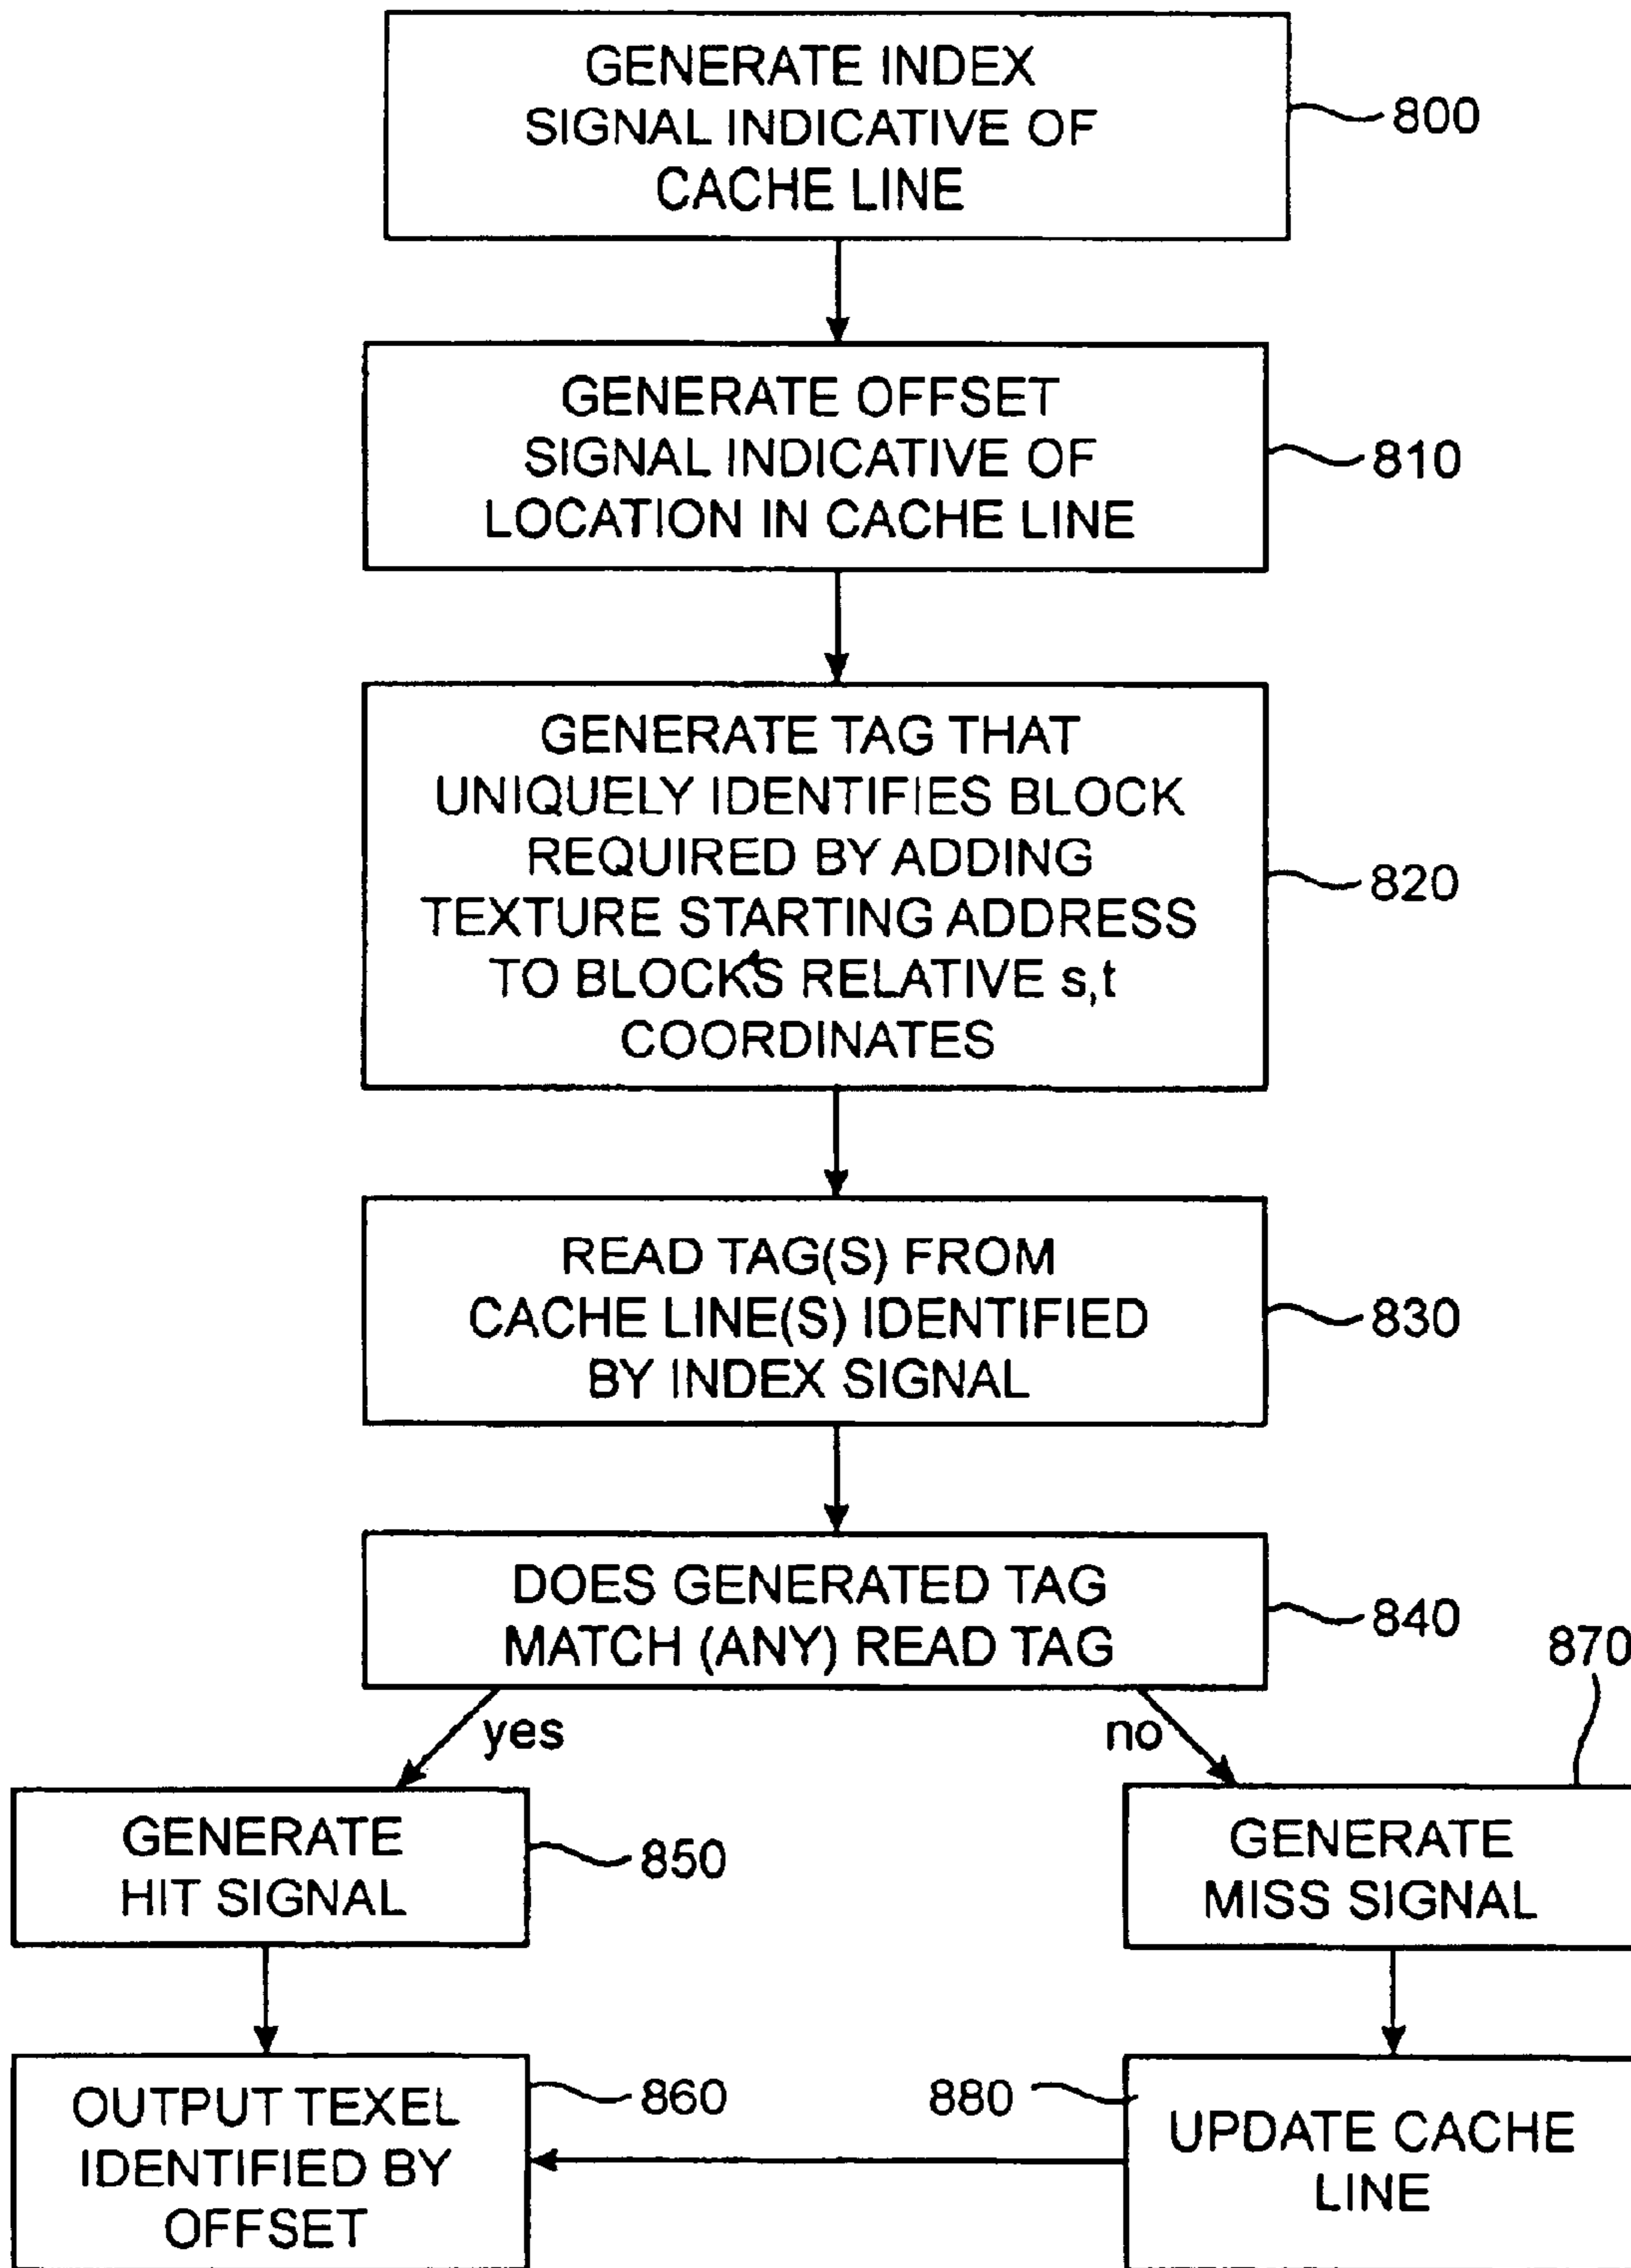 GENERATE INDEX
SIGNAL INDICATIVE OF
CACHE LINE
800
GENERATE OFFSET
SIGNAL INDICATIVE OF
LOCATION IN CACHE LINE
810
GENERATE TAG THAT
UNIQUELY IDENTIFIES BLOCK
REQUIRED BY ADDING
TEXTURE STARTING ADDRESS
TO BLOCK'S RELATIVE s,t
COORDINATES
820
READ TAG(S) FROM
CACHE LINE(S) IDENTIFIED
BY INDEX SIGNAL
830
DOES GENERATED TAG
MATCH (ANY) READ TAG
840
870
yes
no
GENERATE
HIT SIGNAL
850
GENERATE
MISS SIGNAL
OUTPUT TEXEL
IDENTIFIED BY
OFFSET
860
880
UPDATE CACHE
LINE